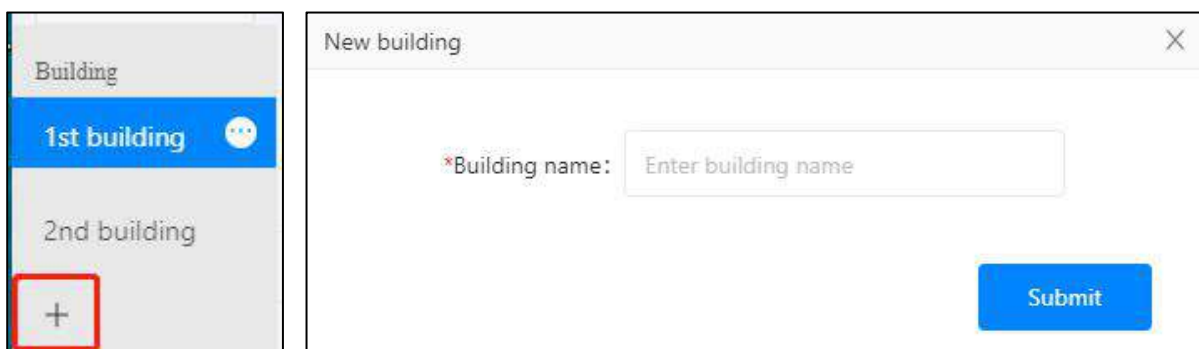 Building
1st building
2nd building
+
New building
*Building name:
Enter building name
Submit